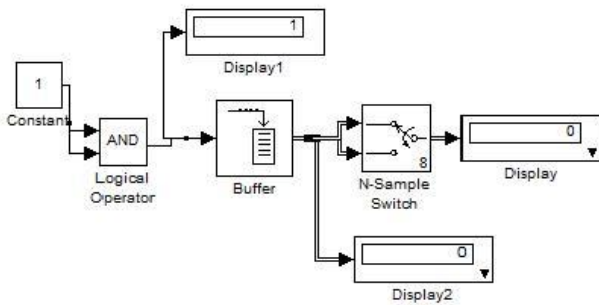 1
Display1
1
Constant
AND
Logical
Operator
Buffer
8
N-Sample
Switch
0
Display
0
Display2